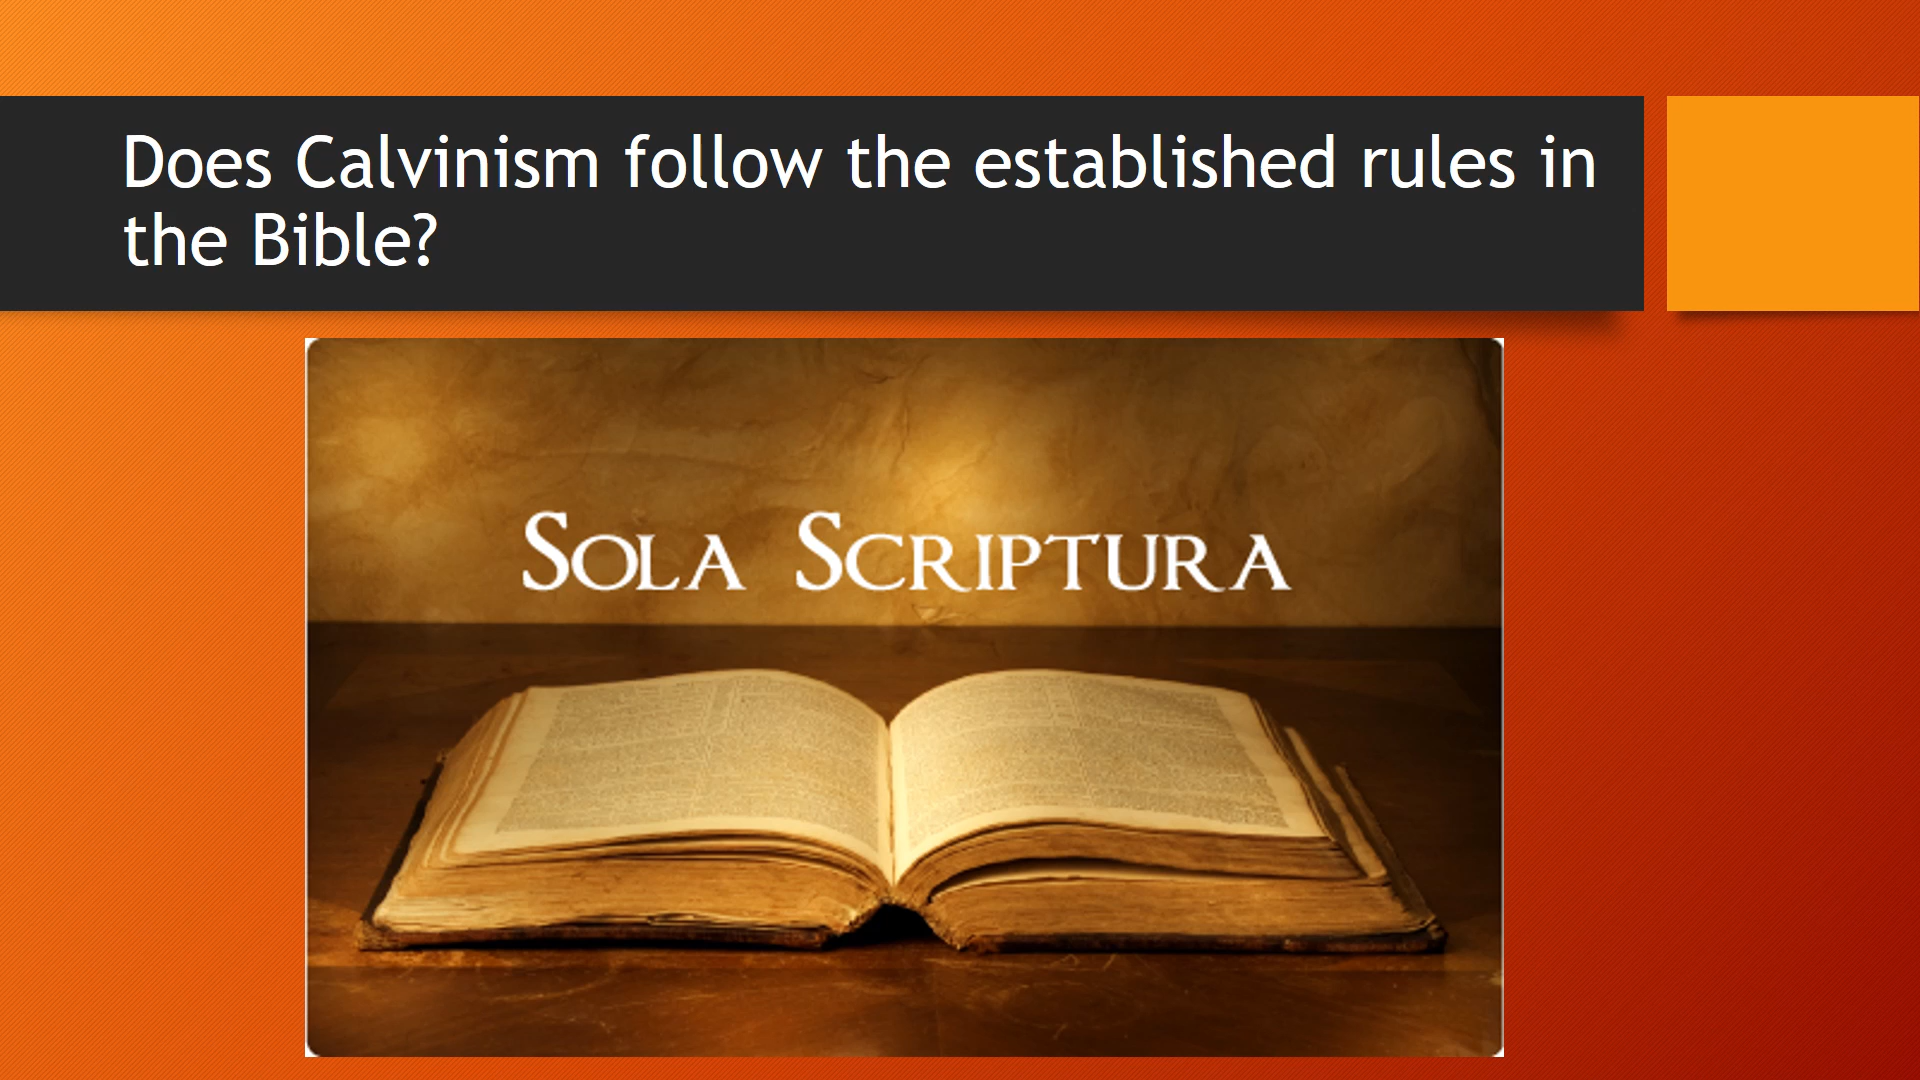 Does Calvinism follow the established rules in
the Bible?
Sola Scriptura